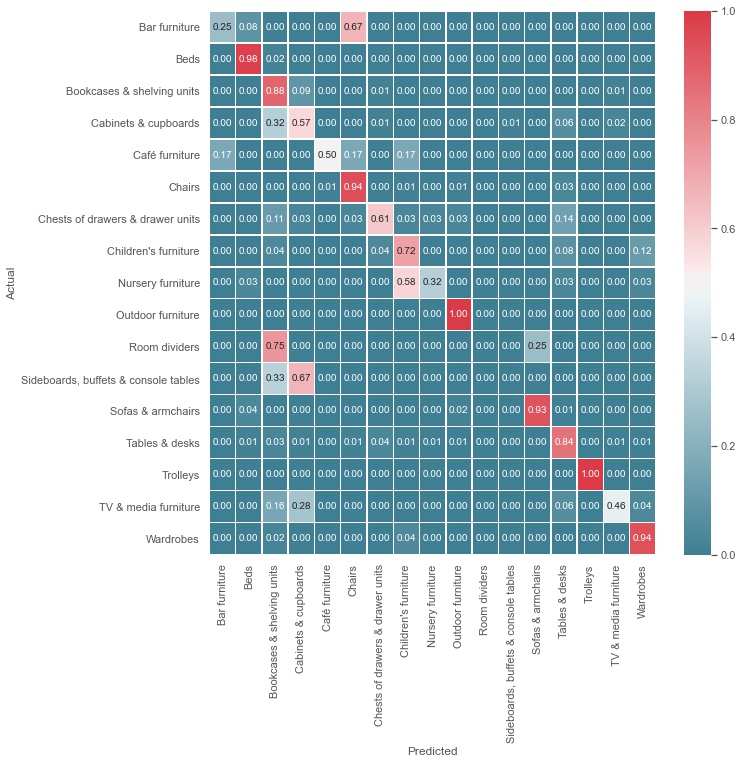 Bar furniture 0.25 0.08 0.00 0.00 0.00 0.67 0.00 0.00 0.00 0.00 0.00 0.00 0.00 0.00 0.00 0.00 0.00 1.0
Beds 0.00 0.98 0.02 0.00 0.00 0.00 0.00 0.00 0.00 0.00 0.00 0.00 0.00 0.00 0.00 0.00 0.00
Bookcases & shelving units 0.00 0.00 0.88 0.09 0.00 0.00 0.01 0.00 0.00 0.00 0.00 0.00 0.00 0.01 0.00 0.01 0.00
0.8
Cabinets & cupboards 0.00 0.00 0.32 0.57 0.00 0.00 0.01 0.00 0.00 0.00 0.00 0.01 0.00 0.06 0.00 0.02 0.00
Café furniture 0.17 0.00 0.00 0.00 0.50 0.17 0.00 0.17 0.00 0.00 0.00 0.00 0.00 0.00 0.00 0.00 0.00
Chairs 0.00 0.00 0.00 0.00 0.01 0.94 0.00 0.01 0.00 0.01 0.00 0.00 0.00 0.03 0.00 0.00 0.00
Chests of drawers & drawer units 0.00 0.00 0.11 0.03 0.00 0.03 0.61 0.03 0.03 0.03 0.00 0.00 0.00 0.14 0.00 0.00 0.00
0.6
Children's furniture 0.00 0.00 0.04 0.00 0.00 0.00 0.04 0.72 0.00 0.00 0.00 0.00 0.00 0.08 0.00 0.00 0.12
Actual
Nursery furniture 0.00 0.03 0.00 0.00 0.00 0.00 0.00 0.58 0.32 0.00 0.00 0.00 0.00 0.03 0.00 0.00 0.03
Outdoor furniture 0.00 0.00 0.00 0.00 0.00 0.00 0.00 0.00 0.00 1.00 0.00 0.00 0.00 0.00 0.00 0.00 0.00
Room dividers 0.00 0.00 0.75 0.00 0.00 0.00 0.00 0.00 0.00 0.00 0.00 0.00 0.25 0.00 0.00 0.00 0.00
0.4
Sideboards, buffets & console tables 0.00 0.00 0.33 0.67 0.00 0.00 0.00 0.00 0.00 0.00 0.00 0.00 0.00 0.00 0.00 0.00 0.00
Sofas & armchairs 0.00 0.04 0.00 0.00 0.00 0.00 0.00 0.00 0.00 0.02 0.00 0.00 0.93 0.01 0.00 0.00 0.00
Tables & desks 0.00 0.01 0.03 0.01 0.00 0.01 0.04 0.01 0.01 0.01 0.00 0.00 0.00 0.84 0.00 0.01 0.01
0.2
Trolleys 0.00 0.00 0.00 0.00 0.00 0.00 0.00 0.00 0.00 0.00 0.00 0.00 0.00 0.00 1.00 0.00 0.00
TV & media furniture 0.00 0.00 0.16 0.28 0.00 0.00 0.00 0.00 0.00 0.00 0.00 0.00 0.00 0.06 0.00 0.46 0.04
Wardrobes 0.00 0.00 0.02 0.00 0.00 0.00 0.00 0.04 0.00 0.00 0.00 0.00 0.00 0.00 0.00 0.00 0.94
0.0
Bar furniture
Beds
Bookcases & shelving units
Cabinets & cupboards
Café furniture
Chairs
Chests of drawers & drawer units
Children's furniture
Nursery furniture
Outdoor furniture
Room dividers
Sideboards, buffets & console tables
Sofas & armchairs
Tables & desks
Trolleys
TV & media furniture
Wardrobes
Predicted